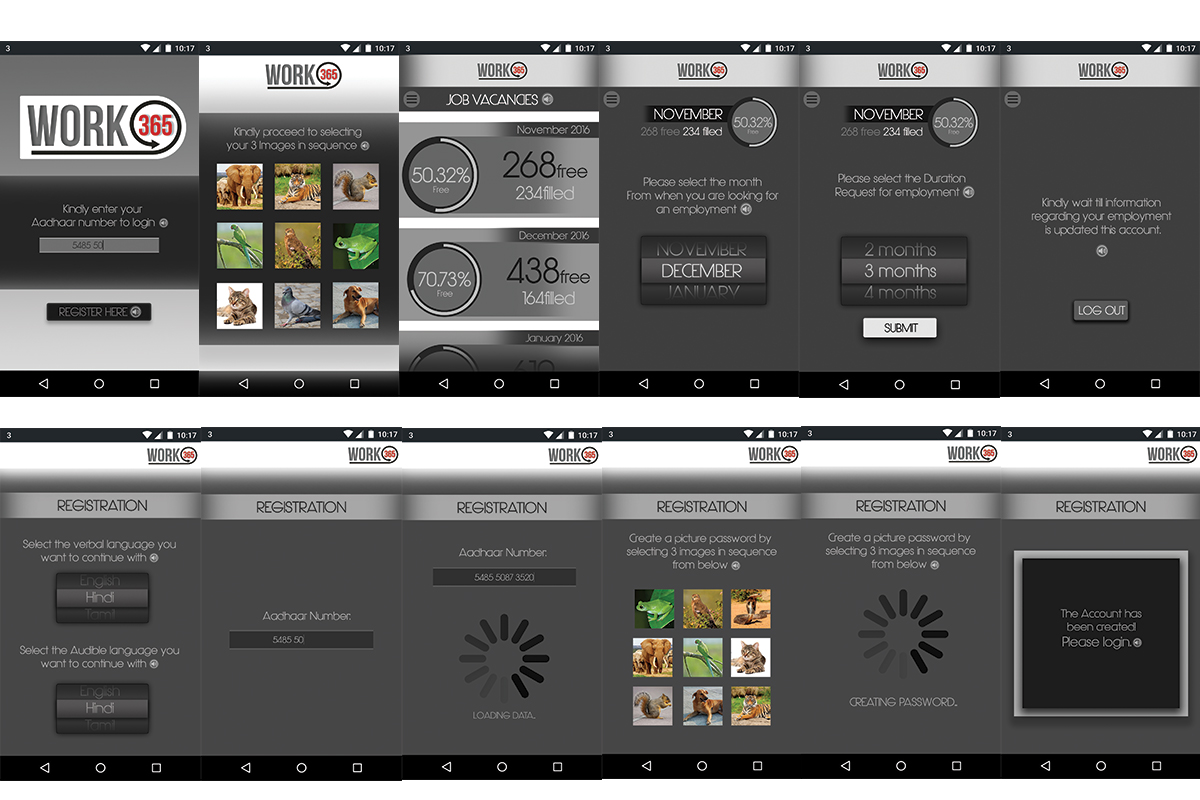 3
10:17
WORK 365
Kindly enter your
Aadhaar number to login
5485 50
REGISTER HERE
3
10:17
WORK 365
Kindly proceed to selecting
your 3 Images in sequence
3
10:17
WORK 365
JOB VACANCIES
November 2016
50.32%
Free
268free
234filled
December 2016
70.73%
Free
438free
164filled
January 2016
3
10:17
WORK 365
NOVEMBER
268 free 234 filled
50.32%
Free
Please select the month
From when you are looking for
an employment
NOVEMBER
DECEMBER
JANUARY
3
10:17
WORK 365
NOVEMBER
268 free 234 filled
50.32%
Free
Please select the Duration
Request for employment
2 months
3 months
4 months
SUBMIT
3
10:17
WORK 365
Kindly wait till information
regarding your employment
is updated this account.
LOG OUT
3
10:17
WORK 365
REGISTRATION
Select the verbal language you
want to continue with
English
Hindi
Tamil
Select the Audible language you
want to continue with
English
Hindi
Tamil
3
10:17
WORK 365
REGISTRATION
Aadhaar Number:
5485 50
3
10:17
WORK 365
REGISTRATION
Aadhaar Number:
5485 5087 3520
LOADING DATA...
3
10:17
WORK 365
REGISTRATION
Create a picture password by
selecting 3 images in sequence
from below
3
10:17
WORK 365
REGISTRATION
Create a picture password by
selecting 3 images in sequence
from below
CREATING PASSWORD...
3
10:17
WORK 365
REGISTRATION
The Account has
been created!
Please login.